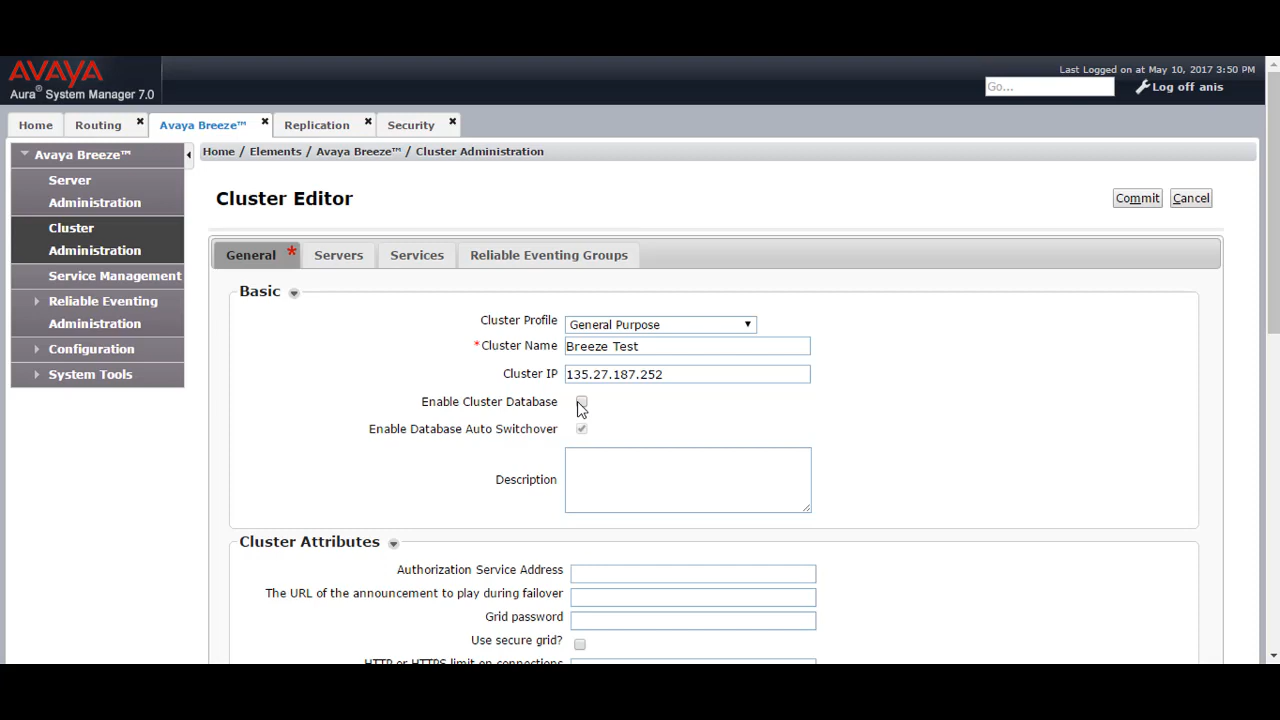 Last Logged on at May 10, 2017 3:50 PM
AVAYA
Aura® System Manager 7.0
Go...
Log off anis
Home
Routing
Avaya Breeze™
Replication
Security
Avaya Breeze™
Server
Administration
Cluster
Administration
Service Management
Reliable Eventing
Administration
Configuration
System Tools
Home / Elements / Avaya Breeze™ / Cluster Administration
Cluster Editor
Commit
Cancel
General *
Servers
Services
Reliable Eventing Groups
Basic
Cluster Profile General Purpose
*Cluster Name Breeze Test
Cluster IP 135.27.187.252
Enable Cluster Database
Enable Database Auto Switchover
Description
Cluster Attributes
Authorization Service Address
The URL of the announcement to play during failover
Grid password
Use secure grid?
HTTP or HTTPS limit on connections